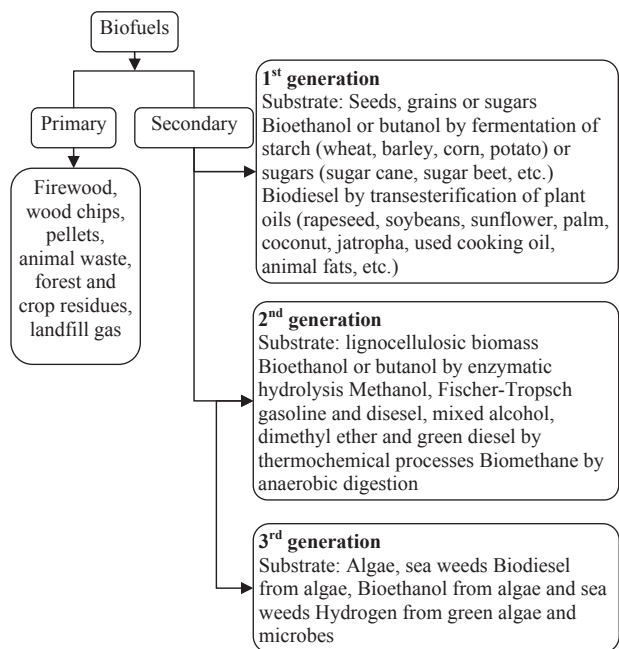 Biofuels
Primary
Secondary
Firewood,
wood chips,
pellets,
animal waste,
forest and
crop residues,
landfill gas
1st generation
Substrate: Seeds, grains or sugars
Bioethanol or butanol by fermentation of
starch (wheat, barley, corn, potato) or
sugars (sugar cane, sugar beet, etc.)
Biodiesel by transesterification of plant
oils (rapeseed, soybeans, sunflower, palm,
coconut, jatropha, used cooking oil,
animal fats, etc.)
2nd generation
Substrate: lignocellulosic biomass
Bioethanol or butanol by enzymatic
hydrolysis Methanol, Fischer-Tropsch
gasoline and disesel, mixed alcohol,
dimethyl ether and green diesel by
thermochemical processes Biomethane by
anaerobic digestion
3rd generation
Substrate: Algae, sea weeds Biodiesel
from algae, Bioethanol from algae and sea
weeds Hydrogen from green algae and
microbes